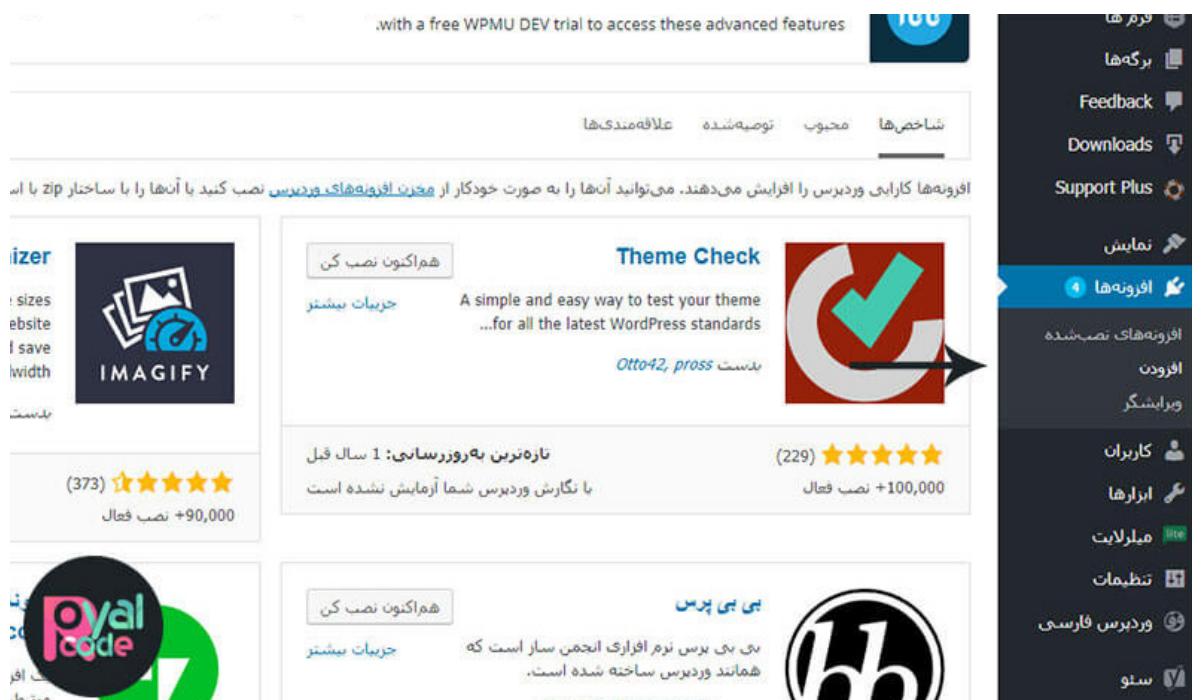 with a free WPMU DEV trial to access these advanced features.
شاخص‌ها
محبوب
توصیه‌شده
علاقه‌مندی‌ها
افزونه‌ها کارایی وردپرس را افزایش می‌دهند. می‌توانید آن‌ها را به صورت خودکار از مخزن افزونه‌های وردپرس نصب کنید یا آن‌ها را با ساختار zip با
Theme Check
هم‌اکنون نصب کن
A simple and easy way to test your theme
for all the latest WordPress standards...
جزییات بیشتر
بدست Otto42, pross
(229)
تازه‌ترین به‌روزرسانی: 1 سال قبل
100,000+ نصب فعال
با نگارش وردپرس شما آزمایش نشده است
IMAGIFY
sizes
save
بدست
(373)
90,000+ نصب فعال
بی بی پرس
هم‌اکنون نصب کن
بی بی پرس نرم افزاری انجمن ساز است که
همانند وردپرس ساخته شده است.
جزییات بیشتر
bb
pyal
code
فرم ها
برگه‌ها
Feedback
Downloads
Support Plus
نمایش
افزونه‌ها 4
افزونه‌های نصب‌شده
افزودن
ویرایشگر
کاربران
ابزارها
میلرلایت
lite
تنظیمات
وردپرس فارسی
سئو